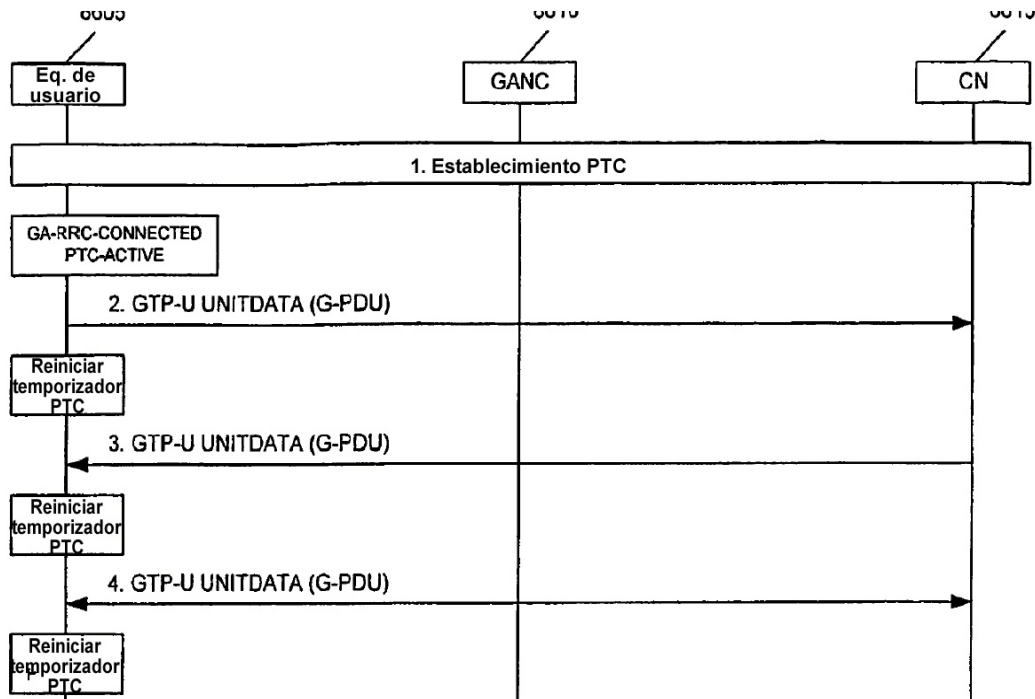 Eq. de
usuario
GANC
CN
1. Establecimiento PTC
GA-RRC-CONNECTED
PTC-ACTIVE
2. GTP-U UNITDATA (G-PDU)
Reiniciar
temporizador
PTC
3. GTP-U UNITDATA (G-PDU)
Reiniciar
temporizador
PTC
4. GTP-U UNITDATA (G-PDU)
Reiniciar
temporizador
PTC